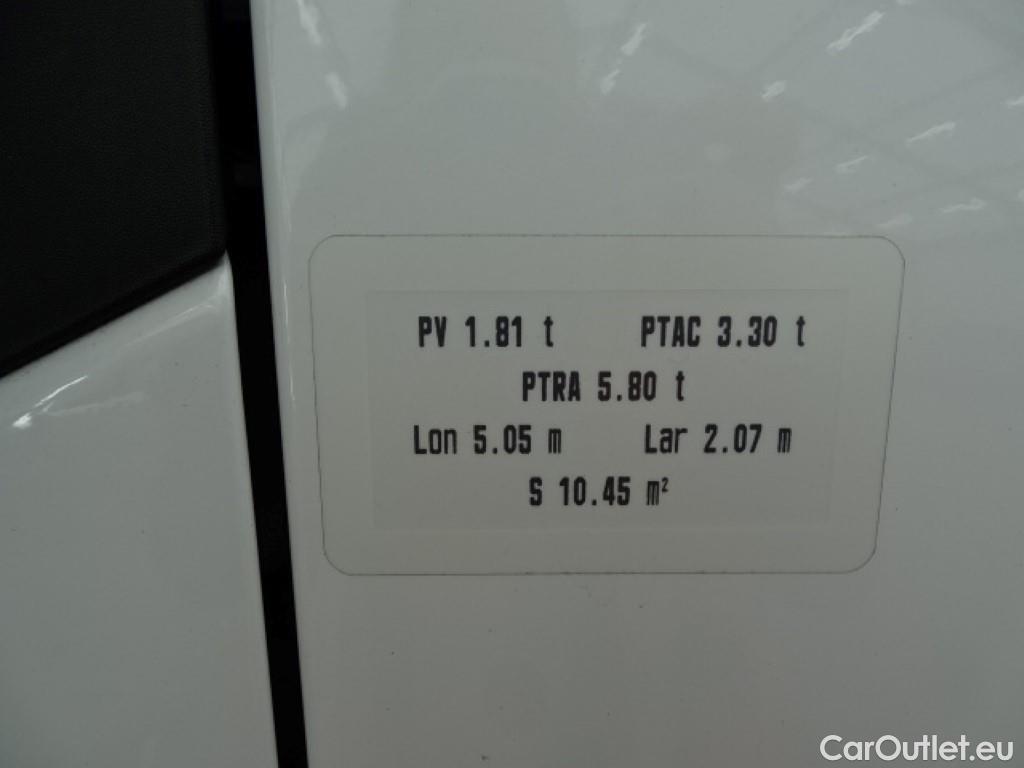 PV 1.81 t PTAC 3.30 t
PTRA 5.80 t
Lon 5.05 m Lar 2.07 m
S 10.45 m²
CarOutlet.eu